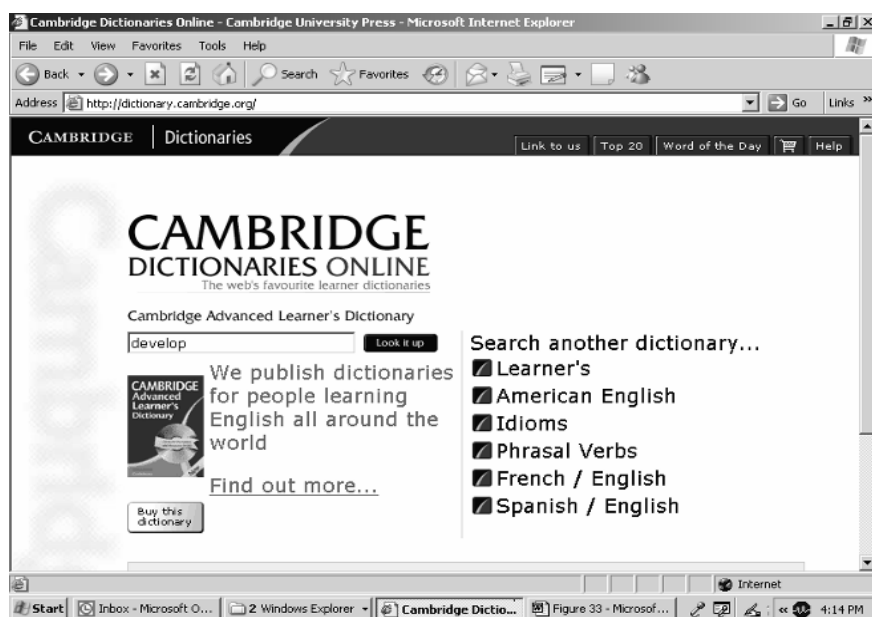 Cambridge Dictionaries Online - Cambridge University Press - Microsoft Internet Explorer
File Edit View Favorites Tools Help
Back Search Favorites
Address http://dictionary.cambridge.org/ Go Links »
CAMBRIDGE Dictionaries
Link to us Top 20 Word of the Day Help
Cambridge
CAMBRIDGE
DICTIONARIES ONLINE
The web's favourite learner dictionaries
Cambridge Advanced Learner's Dictionary
develop Look it up
CAMBRIDGE
Advanced
Learner's
Dictionary
We publish dictionaries
for people learning
English all around the
world
Find out more...
Buy this
dictionary
Search another dictionary...
Learner's
American English
Idioms
Phrasal Verbs
French / English
Spanish / English
Internet
Start Inbox - Microsoft O... 2 Windows Explorer Cambridge Dictio... Figure 33 - Microsof... « 4:14 PM